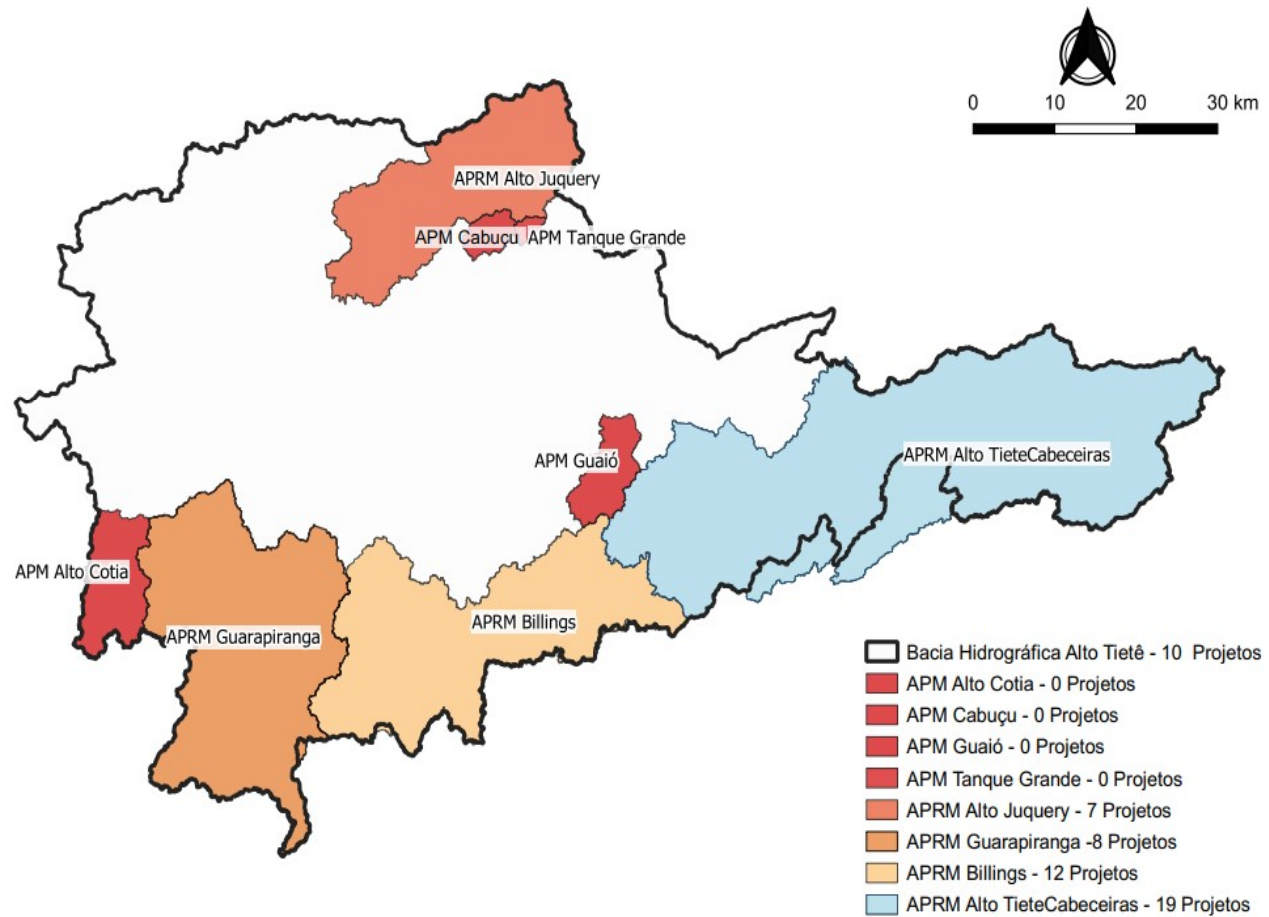 0 10 20 30 km
APRM Alto Juquery
APM Cabuçu
APM Tanque Grande
APM Guaió
APRM Alto TieteCabeceiras
APM Alto Cotia
APRM Guarapiranga
APRM Billings
Bacia Hidrográfica Alto Tietê - 10 Projetos
APM Alto Cotia - 0 Projetos
APM Cabuçu - 0 Projetos
APM Guaió - 0 Projetos
APM Tanque Grande - 0 Projetos
APRM Alto Juquery - 7 Projetos
APRM Guarapiranga -8 Projetos
APRM Billings - 12 Projetos
APRM Alto TieteCabeceiras - 19 Projetos